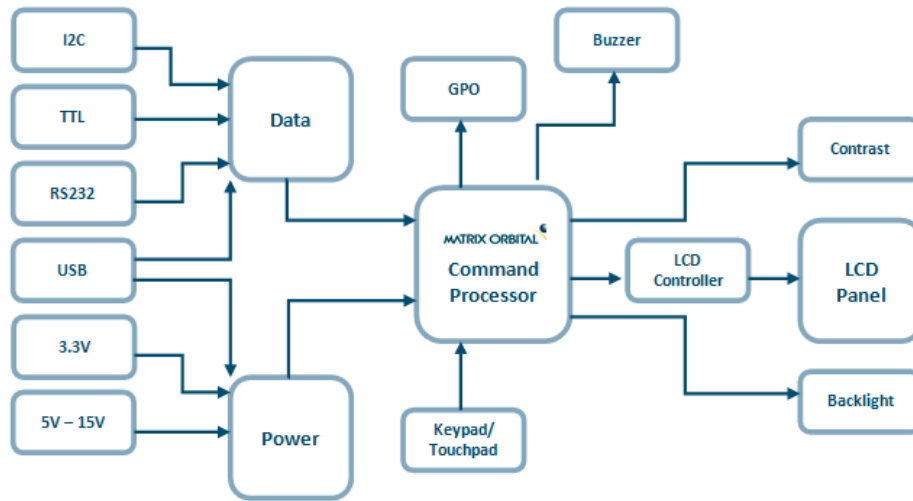 I2C
TTL
RS232
USB
3.3V
5V – 15V
Data
Power
GPO
Buzzer
MATRIX ORBITAL
Command
Processor
Keypad/
Touchpad
Contrast
LCD
Controller
LCD
Panel
Backlight